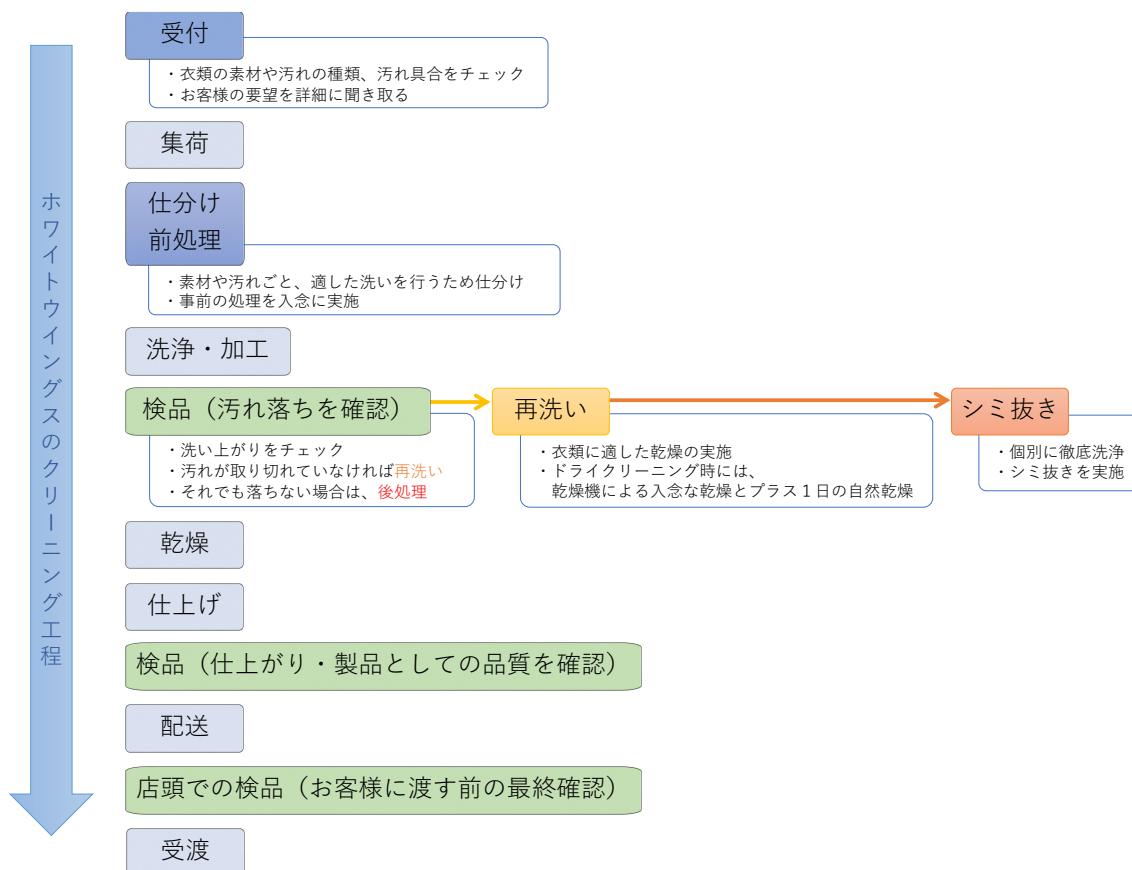 ホワイトウイングスのクリーニング工程
受付
・衣類の素材や汚れの種類、汚れ具合をチェック
・お客様の要望を詳細に聞き取る
集荷
仕分け
前処理
・素材や汚れごと、適した洗いを行うため仕分け
・事前の処理を入念に実施
洗浄・加工
検品（汚れ落ちを確認）
・洗い上がりをチェック
・汚れが取り切れていなければ再洗い
・それでも落ちない場合は、後処理
再洗い
・衣類に適した乾燥の実施
・ドライクリーニング時には、
乾燥機による入念な乾燥とプラス１日の自然乾燥
シミ抜き
・個別に徹底洗浄
・シミ抜きを実施
乾燥
仕上げ
検品（仕上がり・製品としての品質を確認）
配送
店頭での検品（お客様に渡す前の最終確認）
受渡